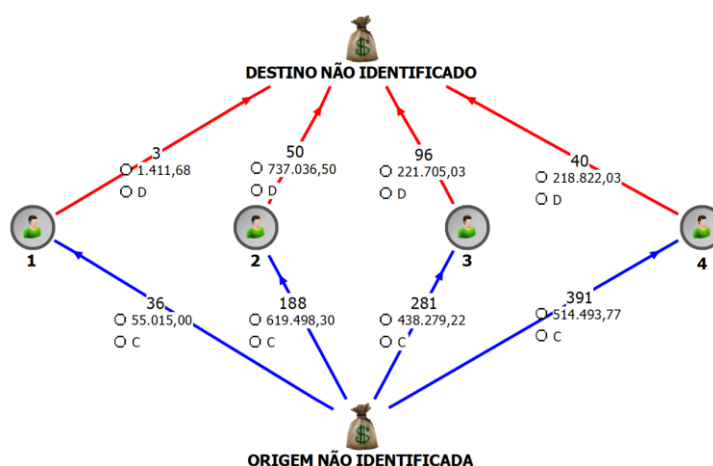 DESTINO NÃO IDENTIFICADO
3
1.411,68
D
50
737.036,50
D
96
221.705,03
D
40
218.822,03
D
1
2
3
4
36
55.015,00
C
188
619.498,30
C
281
438.279,22
C
391
514.493,77
C
ORIGEM NÃO IDENTIFICADA